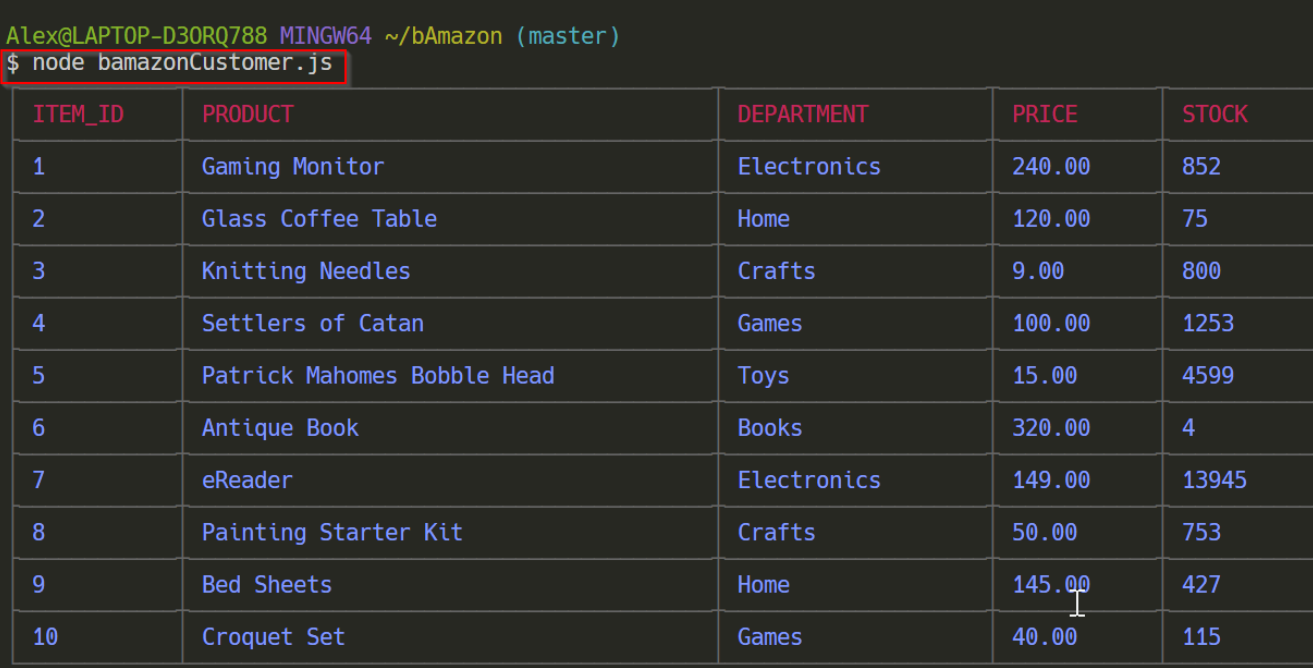 Alex@LAPTOP-D3ORQ788 MINGW64 ~/bAmazon (master)
$ node bamazonCustomer.js
ITEM_ID PRODUCT DEPARTMENT PRICE STOCK
1 Gaming Monitor Electronics 240.00 852
2 Glass Coffee Table Home 120.00 75
3 Knitting Needles Crafts 9.00 800
4 Settlers of Catan Games 100.00 1253
5 Patrick Mahomes Bobble Head Toys 15.00 4599
6 Antique Book Books 320.00 4
7 eReader Electronics 149.00 13945
8 Painting Starter Kit Crafts 50.00 753
9 Bed Sheets Home 145.00 427
10 Croquet Set Games 40.00 115